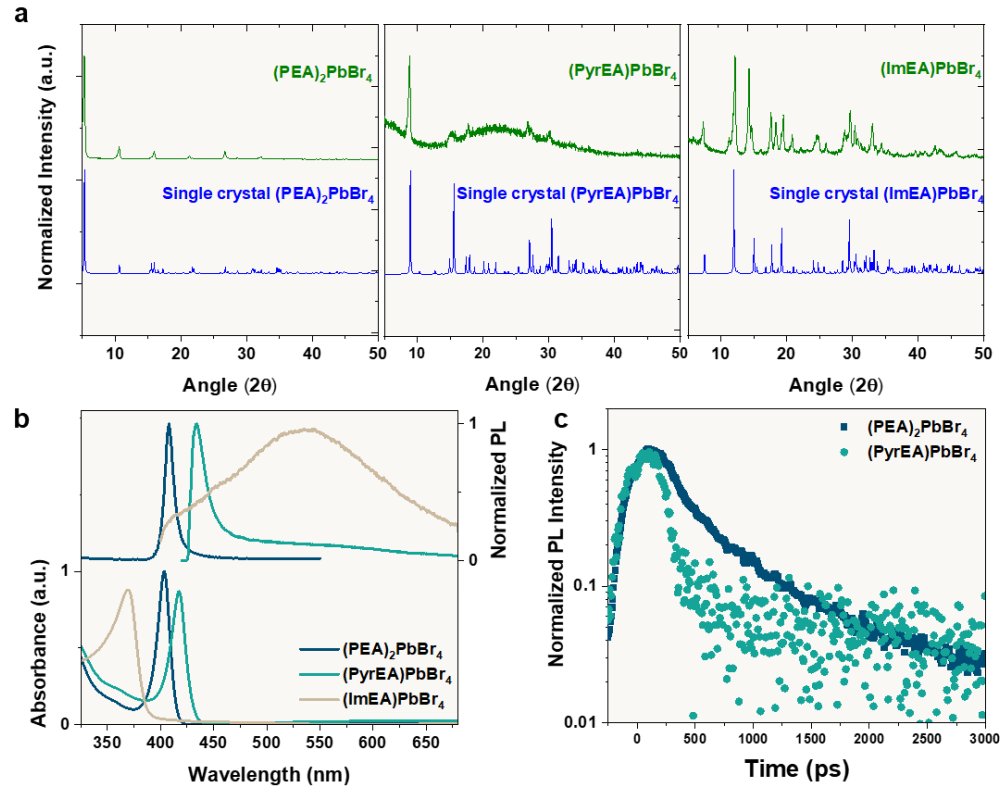 a
Normalized Intensity (a.u.)
(PEA)₂PbBr₄
Single crystal (PEA)₂PbBr₄
10 20 30 40 50
Angle (2θ)
(PyrEA)PbBr₄
Single crystal (PyrEA)PbBr₄
10 20 30 40 50
Angle (2θ)
(ImEA)PbBr₄
Single crystal (ImEA)PbBr₄
10 20 30 40 50
Angle (2θ)
b
Absorbance (a.u.)
1
0
Normalized PL
1
0
(PEA)₂PbBr₄
(PyrEA)PbBr₄
(ImEA)PbBr₄
350 400 450 500 550 600 650
Wavelength (nm)
c
Normalized PL Intensity
1
0.1
0.01
(PEA)₂PbBr₄
(PyrEA)PbBr₄
0 500 1000 1500 2000 2500 3000
Time (ps)